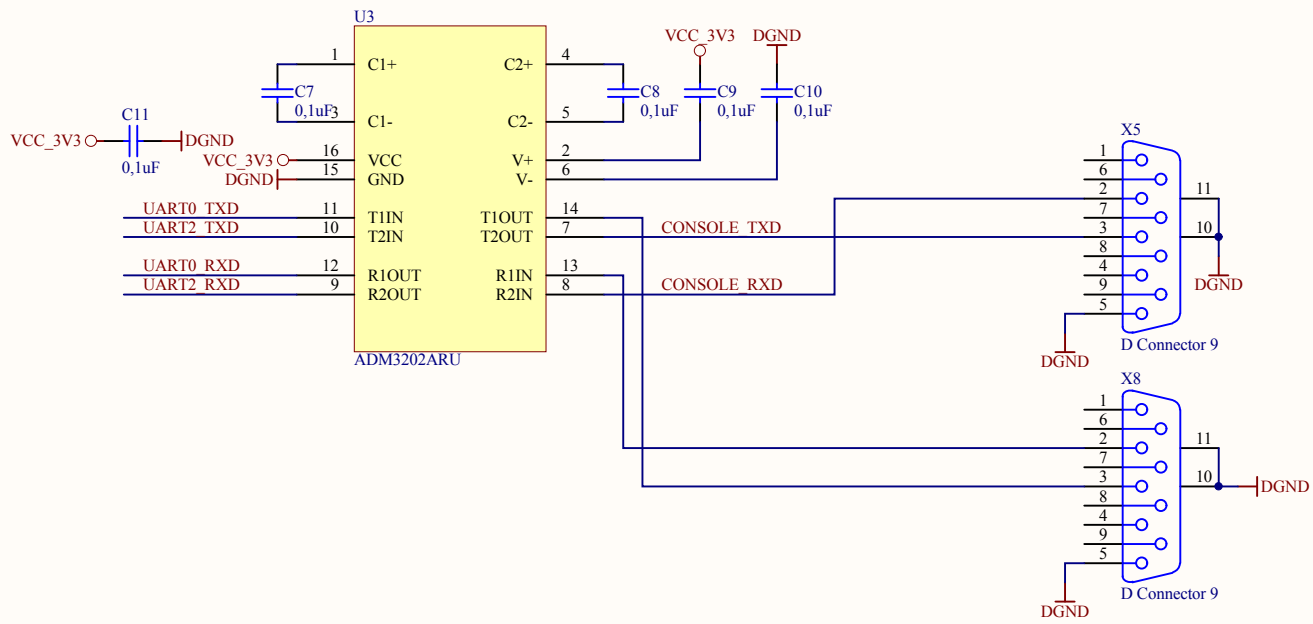 U3
VCC_3V3 DGND
1 C1+ C2+ 4
C7 C8 C9 C10
0,1uF 0,1uF 0,1uF 0,1uF
3 C1- C2- 5
C11
VCC_3V3 DGND
0,1uF
VCC_3V3 16 VCC V+ 2
DGND 15 GND V- 6
UART0_TXD 11 T1IN T1OUT 14
UART2_TXD 10 T2IN T2OUT 7 CONSOLE_TXD
UART0_RXD 12 R1OUT R1IN 13
UART2_RXD 9 R2OUT R2IN 8 CONSOLE_RXD
ADM3202ARU
X5
1
6
2 11
7
3 10
8
4
9 DGND
5
D Connector 9
DGND
X8
1
6
2 11
7
3 10 DGND
8
4
9
5
D Connector 9
DGND